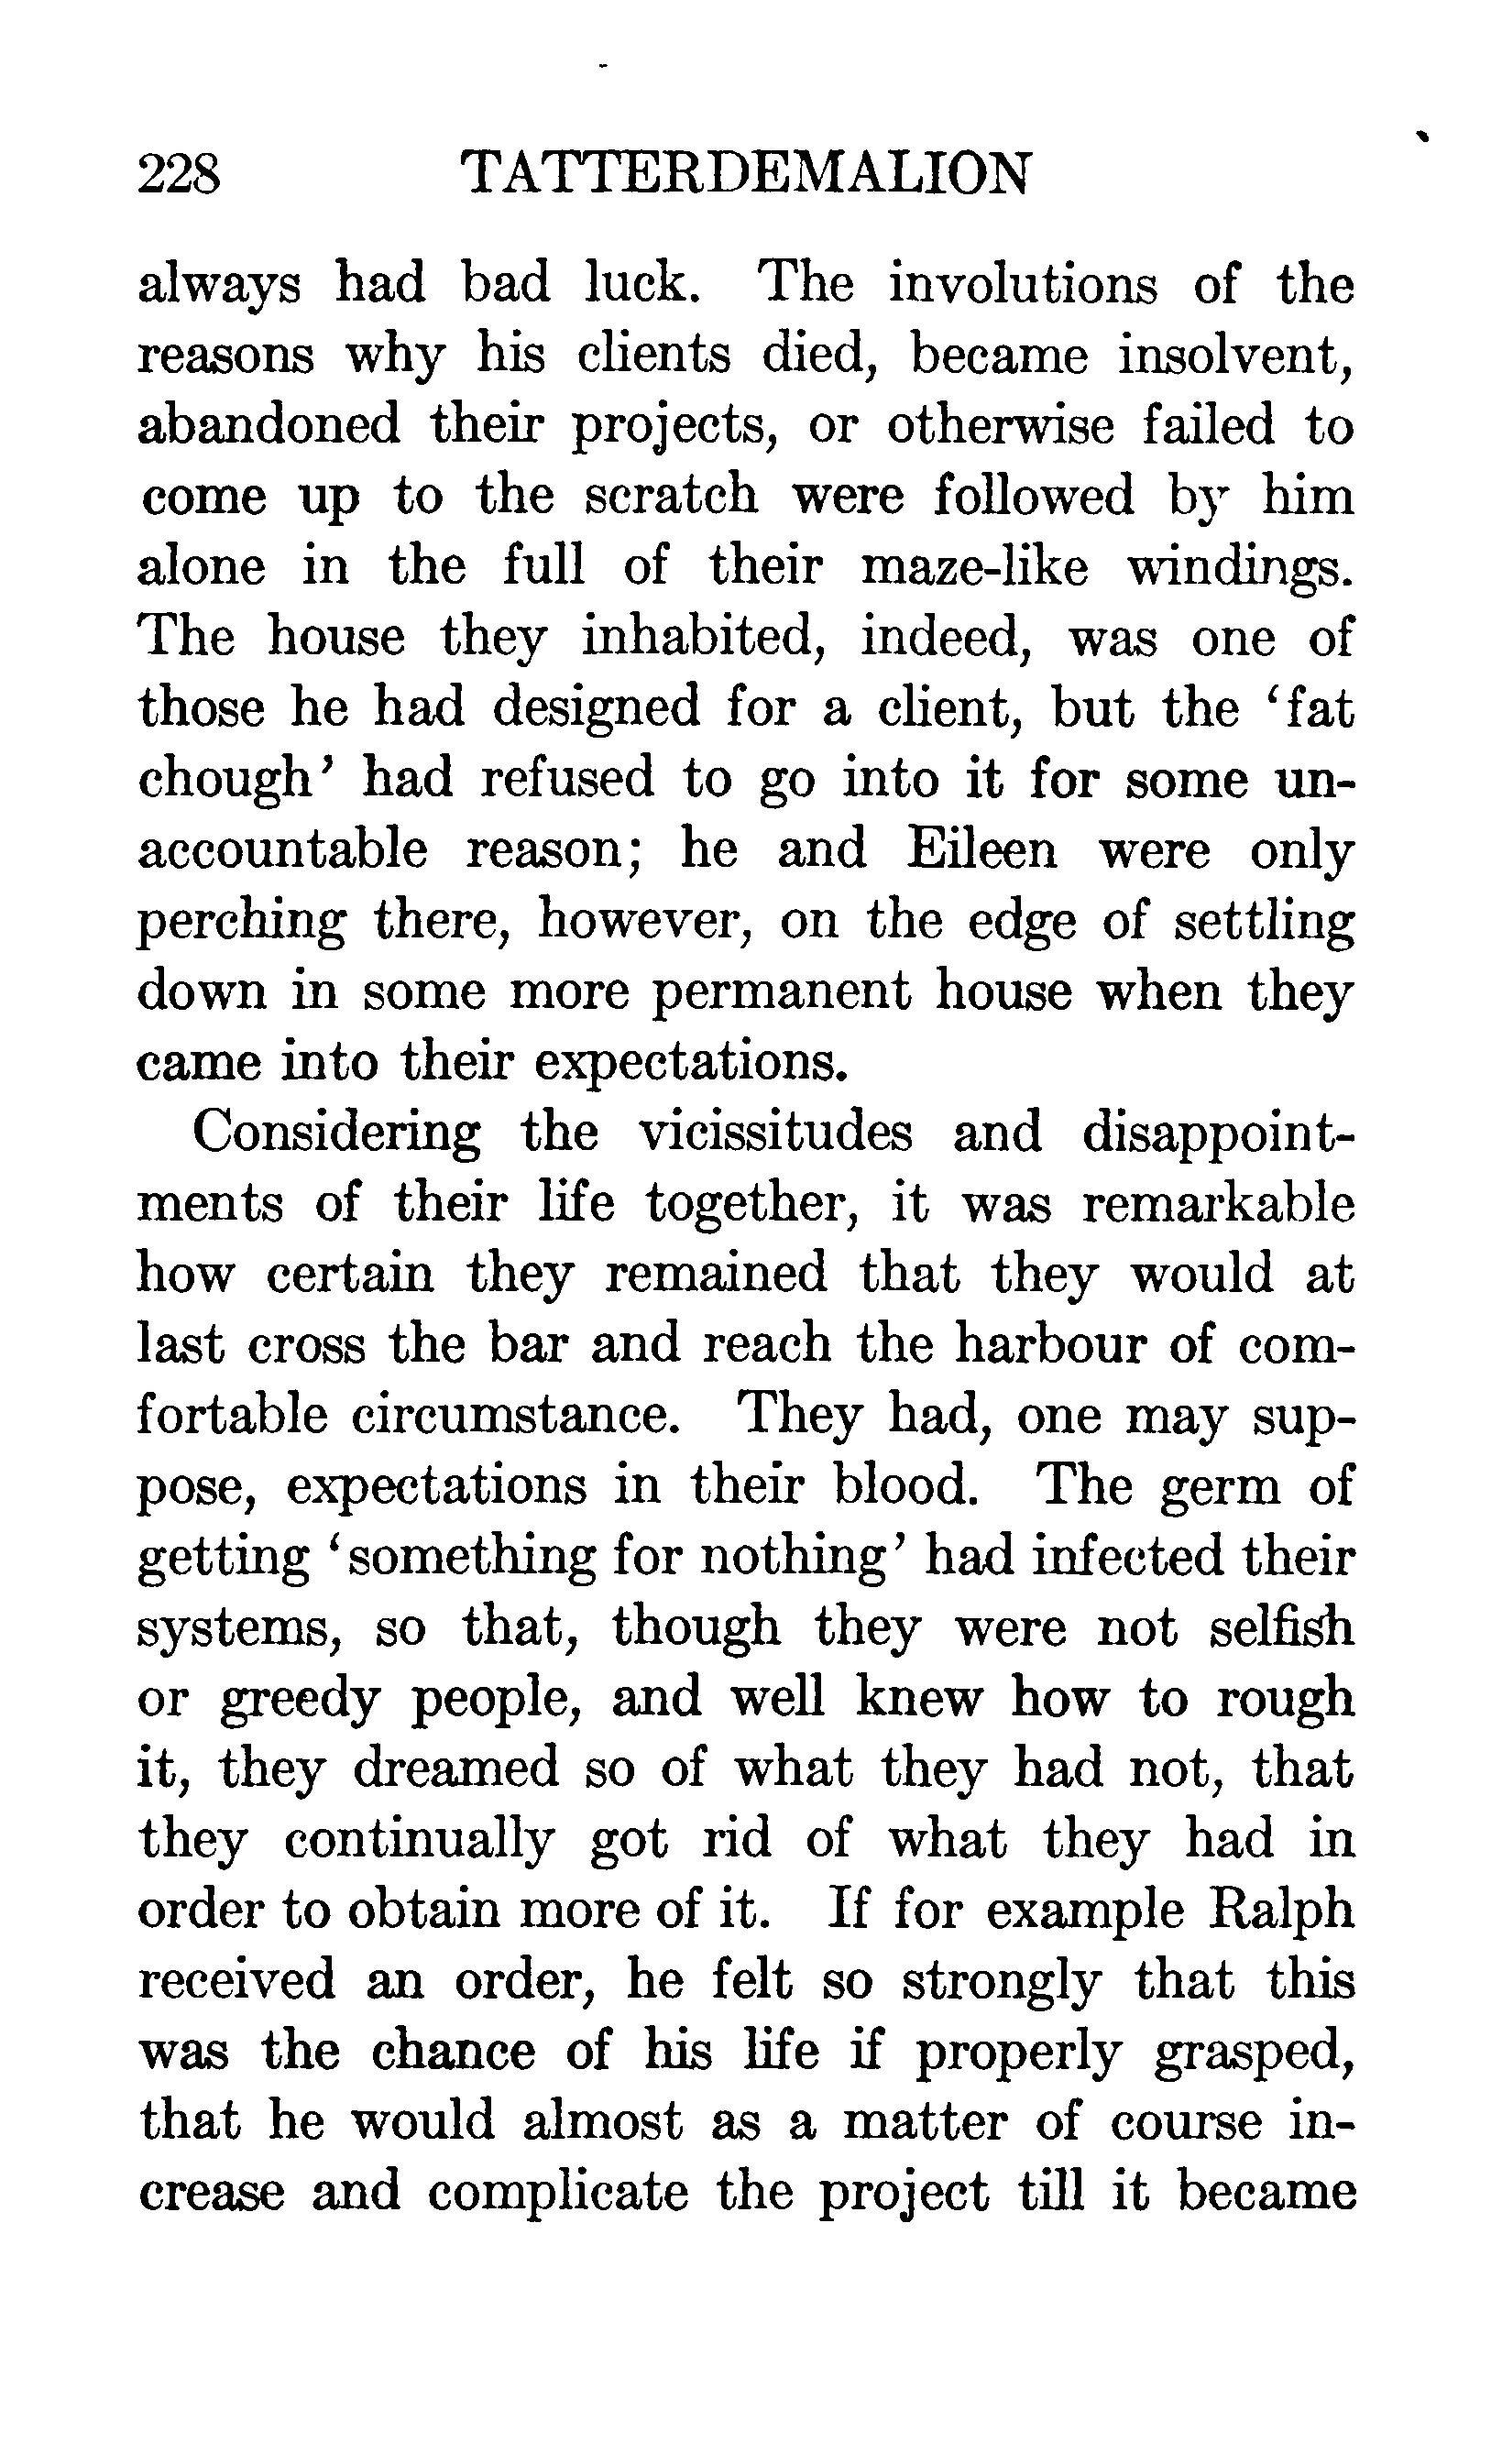 228 TATTERDEMALION
always had bad luck. The involutions of the
reasons why his clients died, became insolvent,
abandoned their projects, or otherwise failed to
come up to the scratch were followed by him
alone in the full of their maze-like windings.
The house they inhabited, indeed, was one of
those he had designed for a client, but the ‘fat
chough’ had refused to go into it for some un-
accountable reason; he and Eileen were only
perching there, however, on the edge of settling
down in some more permanent house when they
came into their expectations.
Considering the vicissitudes and disappoint-
ments of their life together, it was remarkable
how certain they remained that they would at
last cross the bar and reach the harbour of com-
fortable circumstance. They had, one may sup-
pose, expectations in their blood. The germ of
getting ‘something for nothing’ had infected their
systems, so that, though they were not selfish
or greedy people, and well knew how to rough
it, they dreamed so of what they had not, that
they continually got rid of what they had in
order to obtain more of it. If for example Ralph
received an order, he felt so strongly that this
was the chance of his life if properly grasped,
that he would almost as a matter of course in-
crease and complicate the project till it became